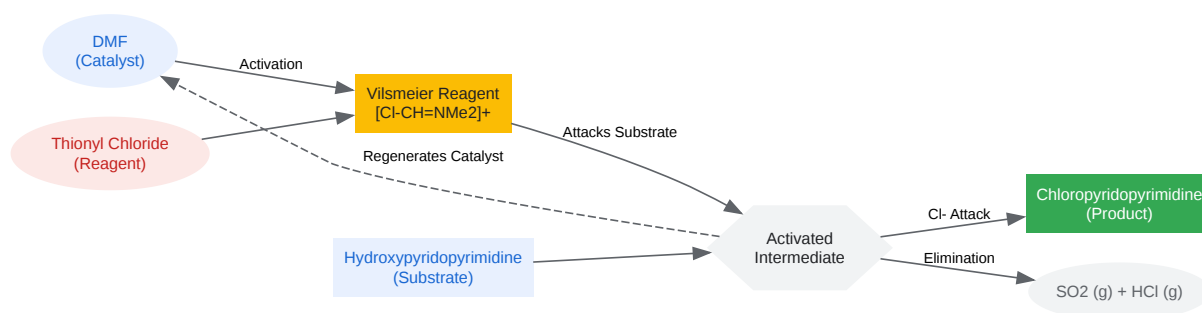 DMF
(Catalyst)
Activation
Thionyl Chloride
(Reagent)
Vilsmeier Reagent
[Cl-CH=NMe2]+
Attacks Substrate
Regenerates Catalyst
Hydroxypyridopyrimidine
(Substrate)
Activated
Intermediate
Cl- Attack
Chloropyridopyrimidine
(Product)
Elimination
SO2 (g) + HCl (g)